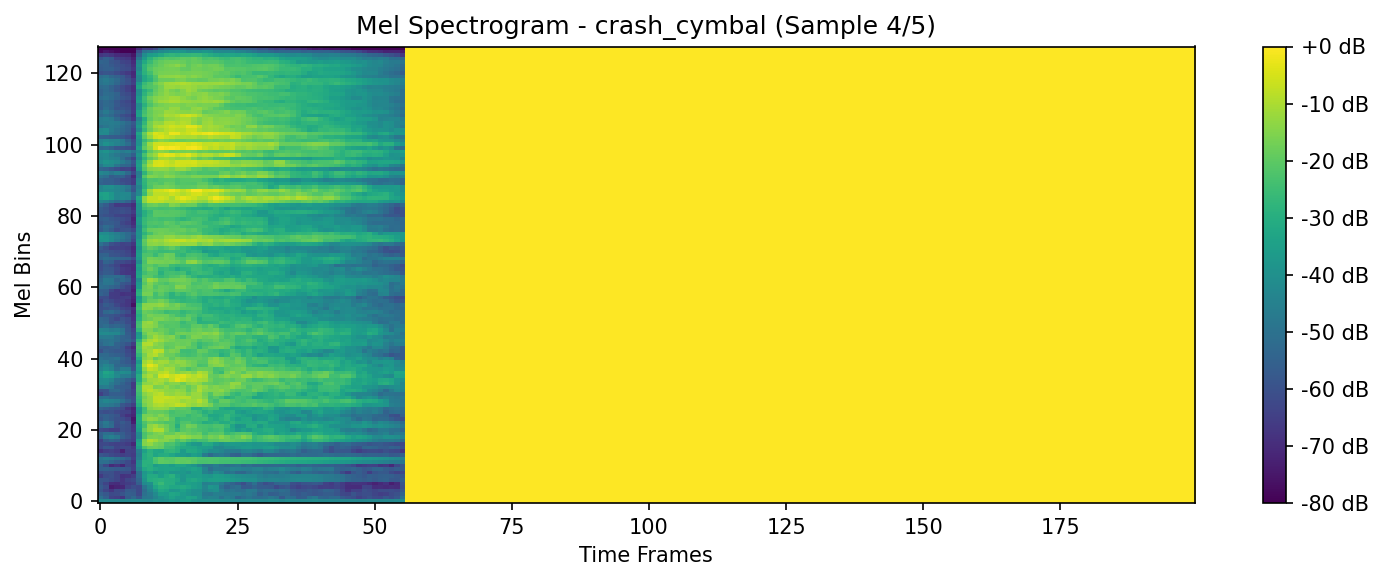 Mel Spectrogram - crash_cymbal (Sample 4/5)
Mel Bins
120
100
80
60
40
20
0
0 25 50 75 100 125 150 175
Time Frames
+0 dB
-10 dB
-20 dB
-30 dB
-40 dB
-50 dB
-60 dB
-70 dB
-80 dB